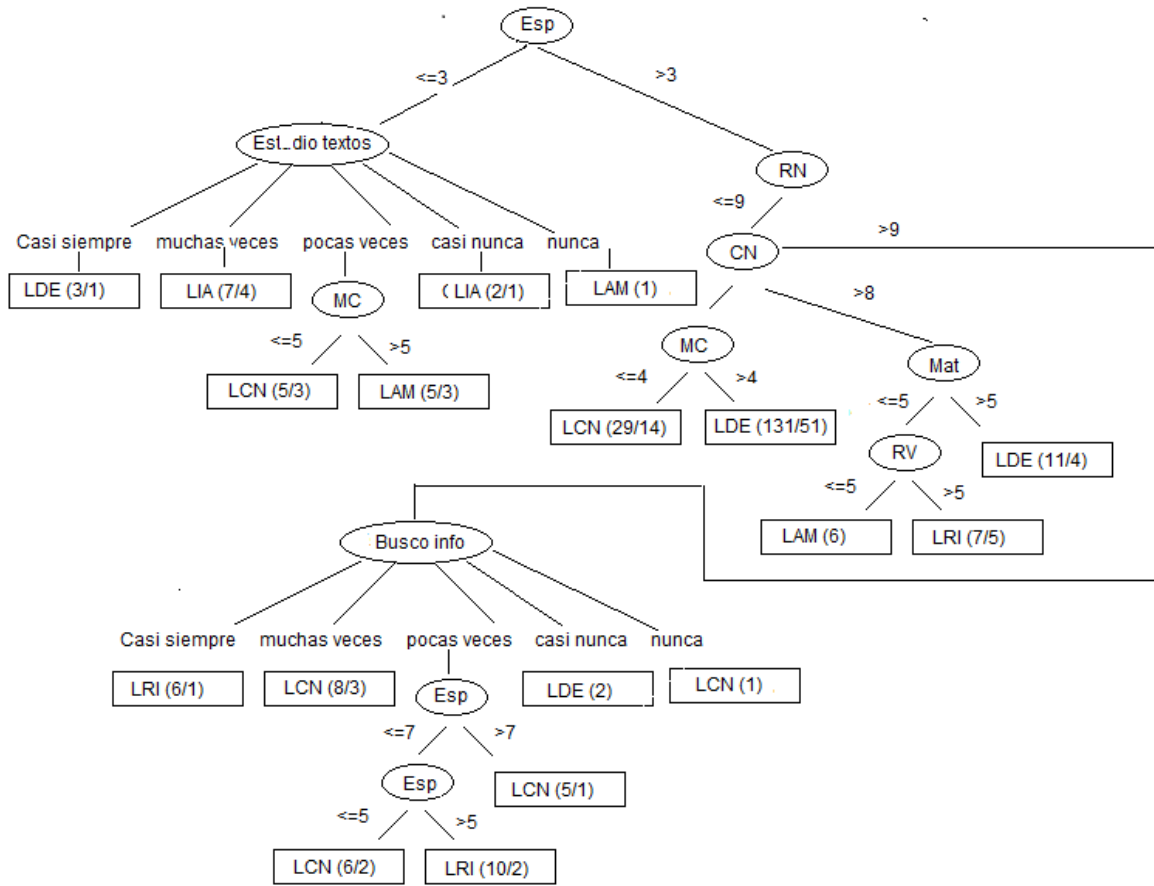 Esp
<=3
>3
Est_dio textos
RN
<=9
>9
Casi siempre muchas veces pocas veces casi nunca nunca
CN
LDE (3/1) LIA (7/4) ( LIA (2/1) LAM (1)
MC
>8
<=5 >5
MC
Mat
LCN (5/3) LAM (5/3)
<=4 >4
<=5 >5
LCN (29/14) LDE (131/51)
RV
LDE (11/4)
<=5 >5
LAM (6) LRI (7/5)
Busco info
Casi siempre muchas veces pocas veces casi nunca nunca
LRI (6/1) LCN (8/3) LDE (2) LCN (1)
Esp
<=7 >7
Esp
LCN (5/1)
<=5 >5
LCN (6/2) LRI (10/2)